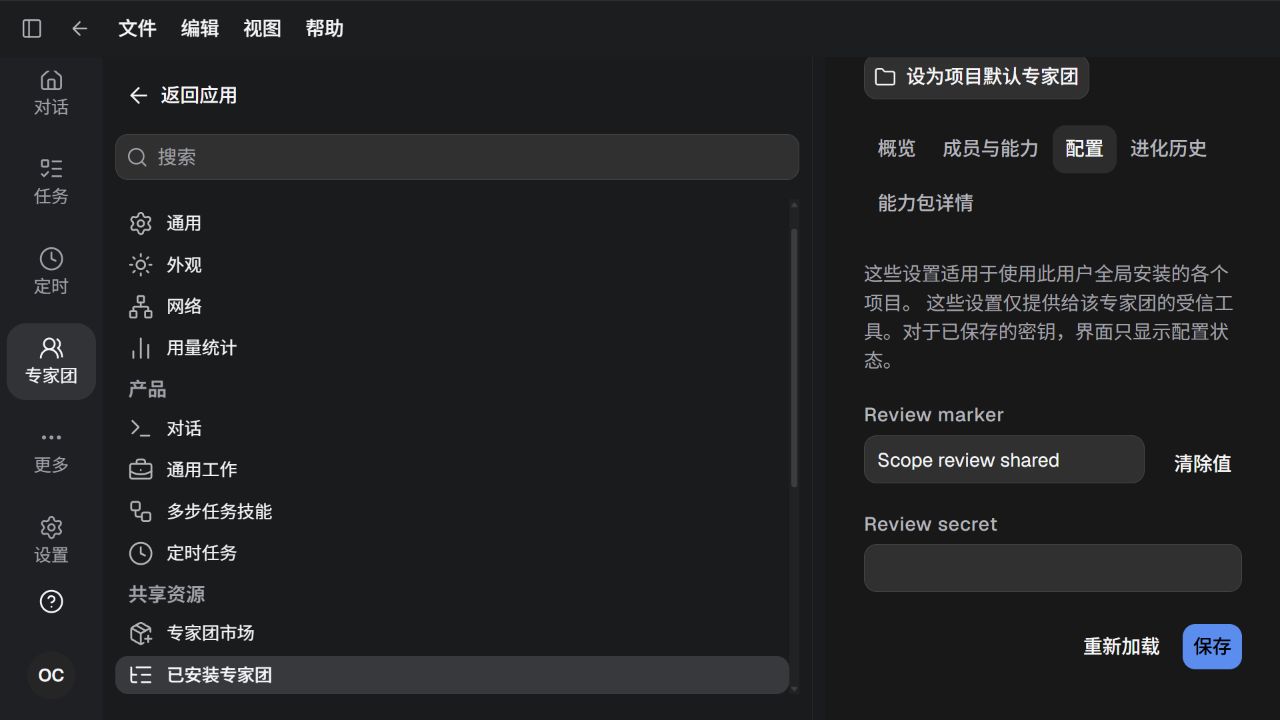 文件 编辑 视图 帮助
对话
任务
定时
专家团
更多
设置
OC
返回应用
搜索
通用
外观
网络
用量统计
产品
对话
通用工作
多步任务技能
定时任务
共享资源
专家团市场
已安装专家团
设为项目默认专家团
概览 成员与能力 配置 进化历史
能力包详情
这些设置适用于使用此用户全局安装的各个
项目。 这些设置仅提供给该专家团的受信工
具。对于已保存的密钥，界面只显示配置状
态。
Review marker
Scope review shared 清除值
Review secret
重新加载 保存